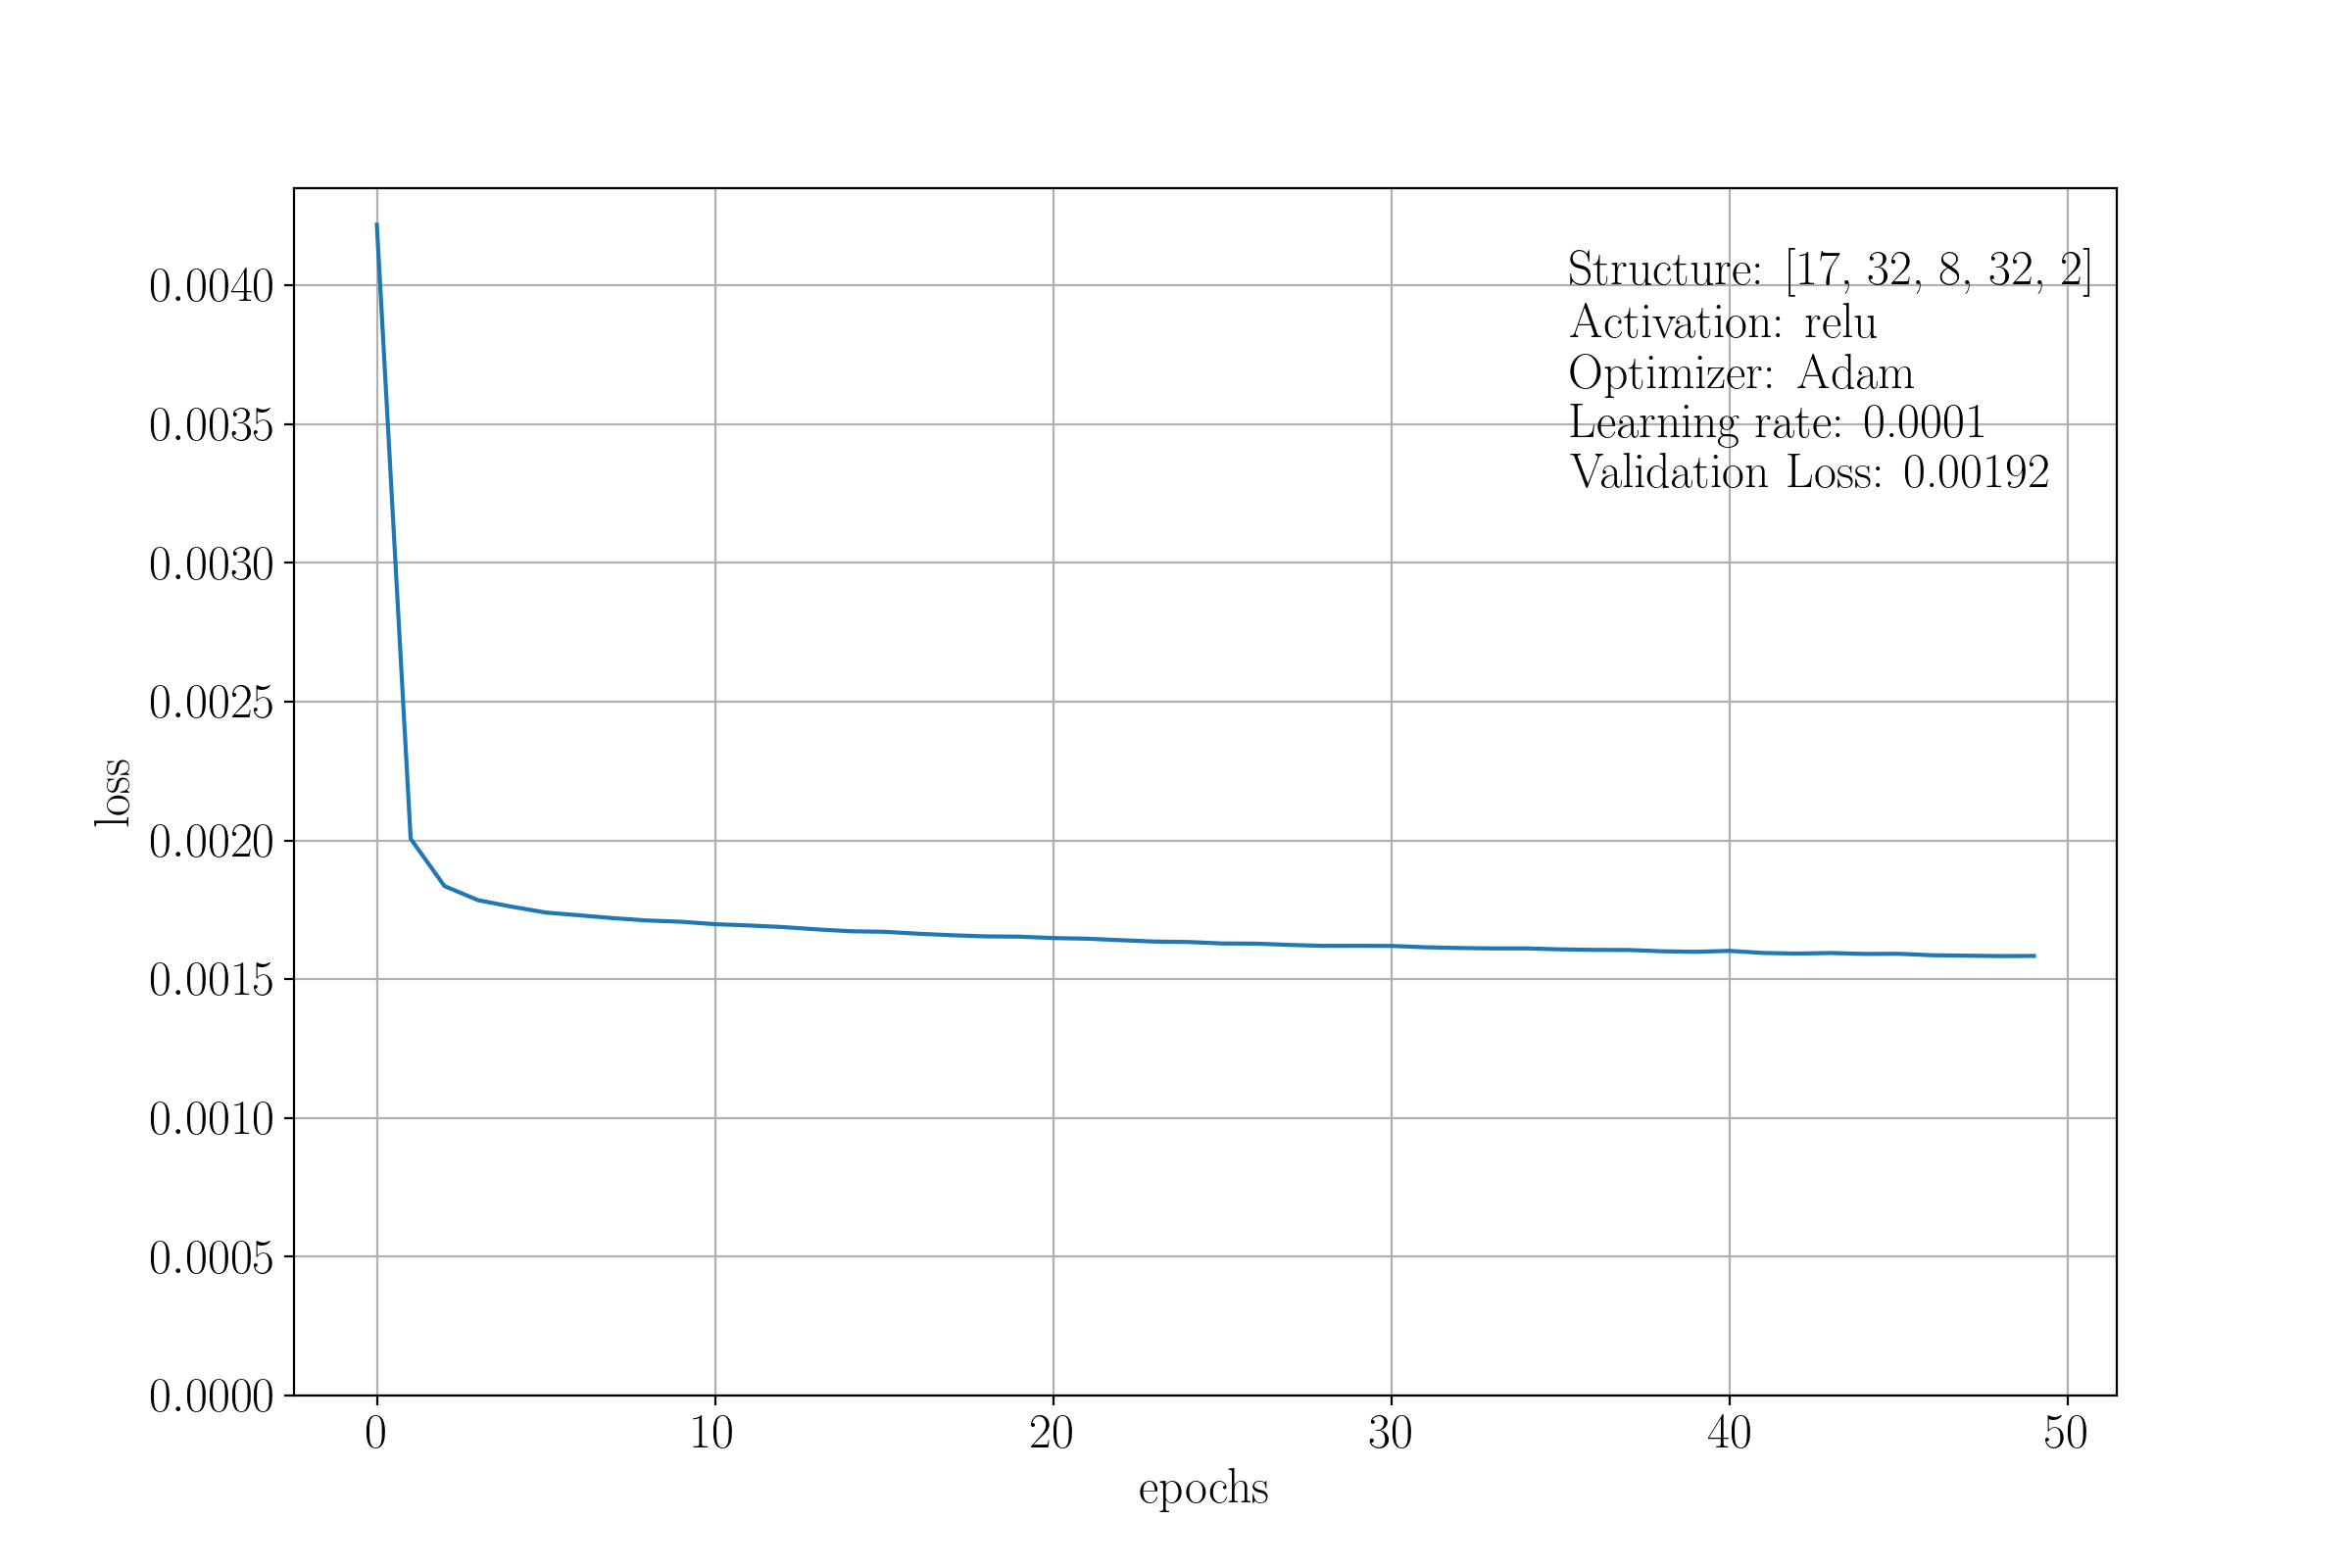 Structure: [17, 32, 8, 32, 2]
Activation: relu
Optimizer: Adam
Learning rate: 0.0001
Validation Loss: 0.00192
0.0040
0.0035
0.0030
0.0025
0.0020
0.0015
0.0010
0.0005
0.0000
loss
0 10 20 30 40 50
epochs